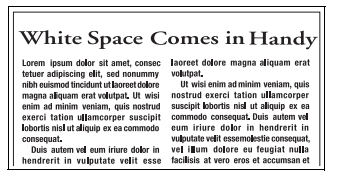 White Space Comes in Handy
Lorem ipsum dolor sit amet, consec
tetuer adipiscing elit, sed nonummy
nibh euismod tincidunt ut laoreet dolore
magna aliquam erat volutpat. Ut wisi
enim ad minim veniam, quis nostrud
exerci tation ullamcorper suscipit
lobortis nisl ut aliquip ex ea commodo
consequat.
Duis autem vel eum iriure dolor in
hendrerit in vulputate velit esse
laoreet dolore magna aliquam erat
volutpat.
Ut wisi enim ad minim veniam, quis
nostrud exerci tation ullamcorper
suscipit lobortis nisl ut aliquip ex ea
commodo consequat. Duis autem vel
eum iriure dolor in hendrerit in
vulputate velit essemolestie consequat,
vel illum dolore eu feugiat nulla
facilisis at vero eros et accumsan et